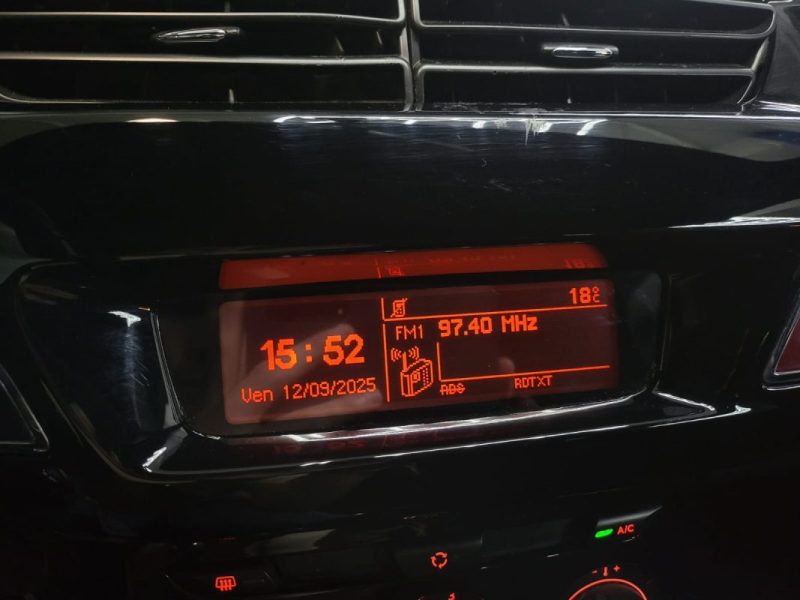 18°C
FM1 97.40 MHz
15:52
Ven 12/09/2025
RDS RDTXT
A/C
- +